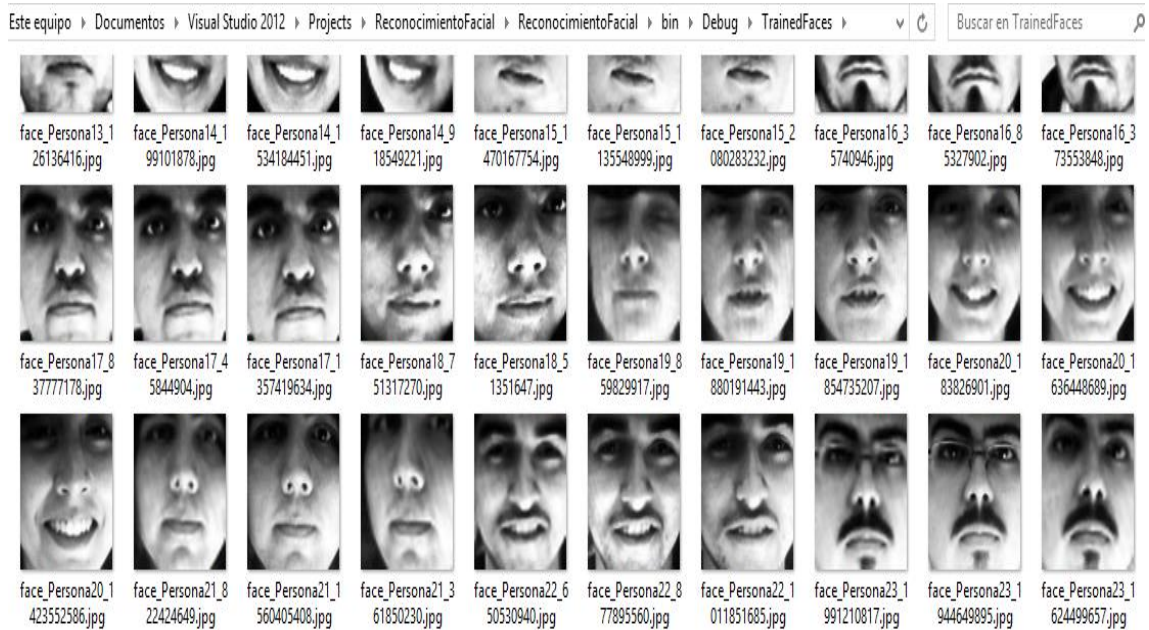 Este equipo ▸ Documentos ▸ Visual Studio 2012 ▸ Projects ▸ ReconocimientoFacial ▸ ReconocimientoFacial ▸ bin ▸ Debug ▸ TrainedFaces ▸ Buscar en TrainedFaces
face_Persona13_1 face_Persona14_1 face_Persona14_1 face_Persona14_9 face_Persona15_1 face_Persona15_1 face_Persona15_2 face_Persona16_3 face_Persona16_8 face_Persona16_3
26136416.jpg 99101878.jpg 534184451.jpg 18549221.jpg 470167754.jpg 135548999.jpg 080283232.jpg 5740946.jpg 5327902.jpg 73553848.jpg
face_Persona17_8 face_Persona17_4 face_Persona17_1 face_Persona18_7 face_Persona18_5 face_Persona19_8 face_Persona19_1 face_Persona19_1 face_Persona20_1 face_Persona20_1
37777178.jpg 5844904.jpg 357419634.jpg 51317270.jpg 1351647.jpg 59829917.jpg 880191443.jpg 854735207.jpg 83826901.jpg 636448689.jpg
face_Persona20_1 face_Persona21_8 face_Persona21_1 face_Persona21_3 face_Persona22_6 face_Persona22_8 face_Persona22_1 face_Persona23_1 face_Persona23_1 face_Persona23_1
423552586.jpg 22424649.jpg 560405408.jpg 61850230.jpg 50530940.jpg 77895560.jpg 011851685.jpg 991210817.jpg 944649895.jpg 624499657.jpg